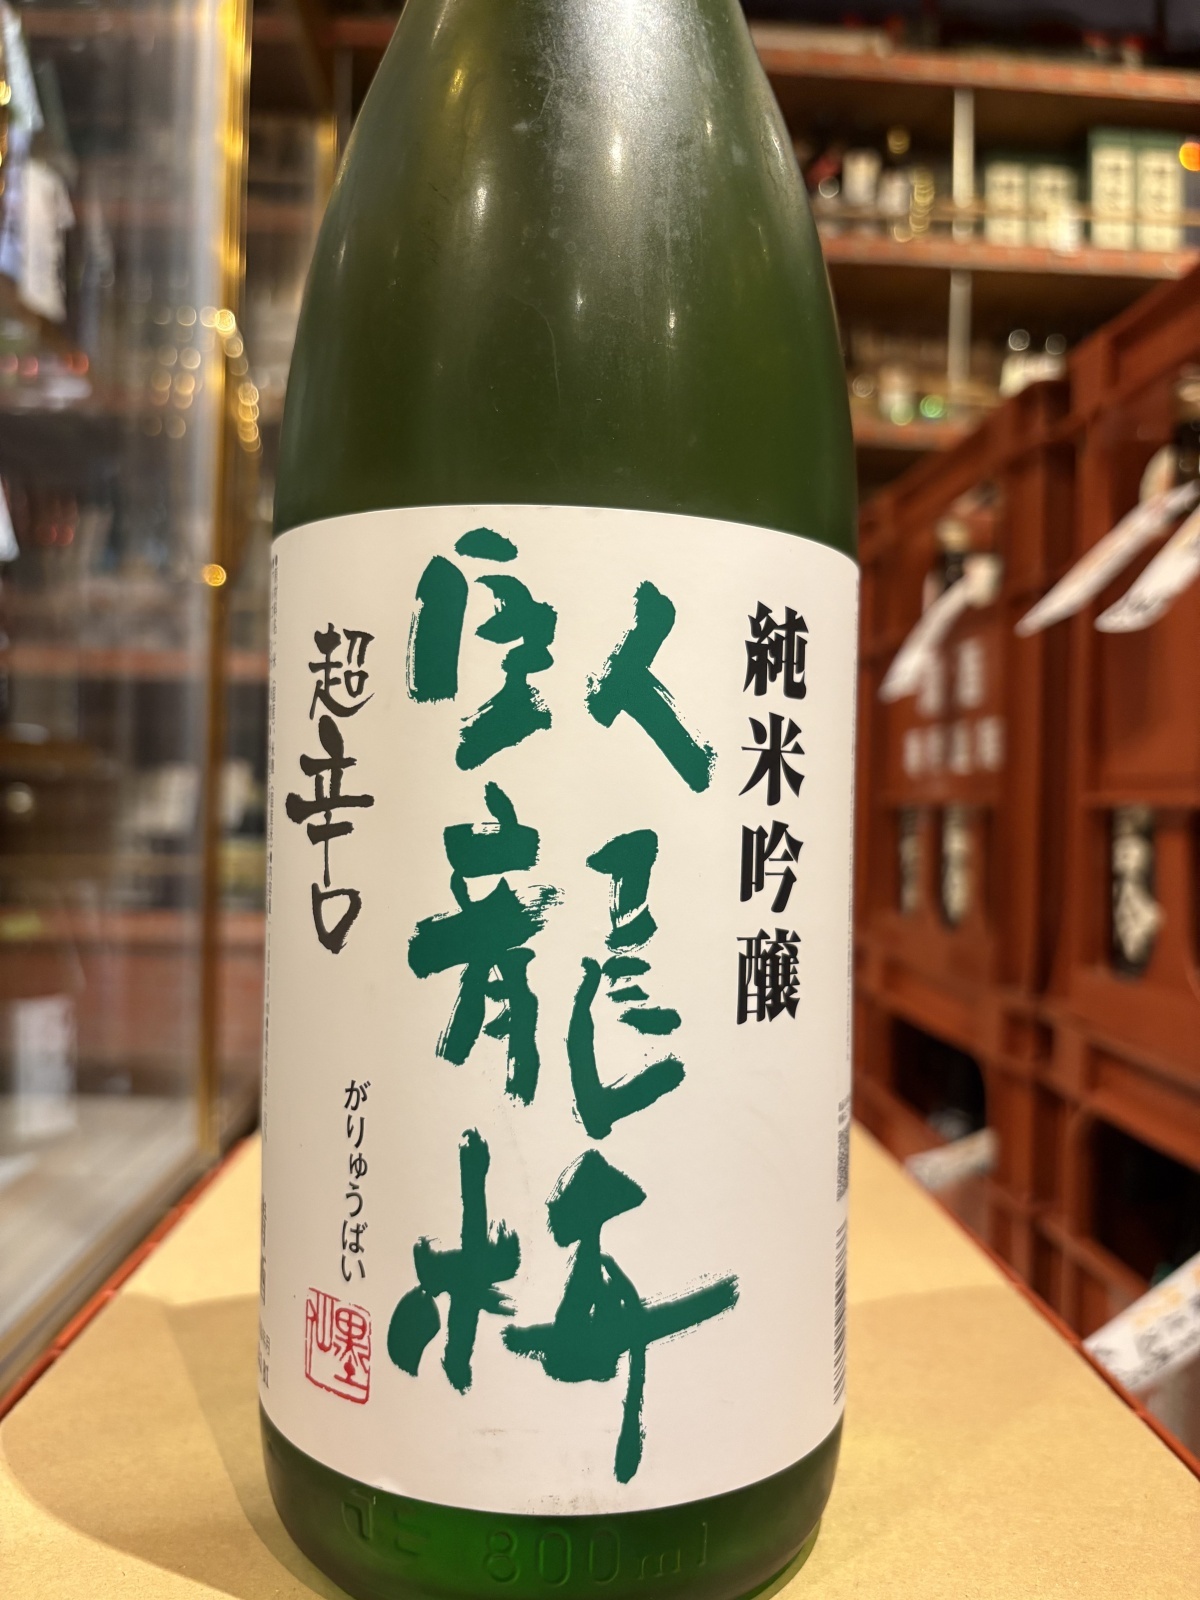 純米吟醸
臥龍梅
超辛口
がりゅうばい
800ml